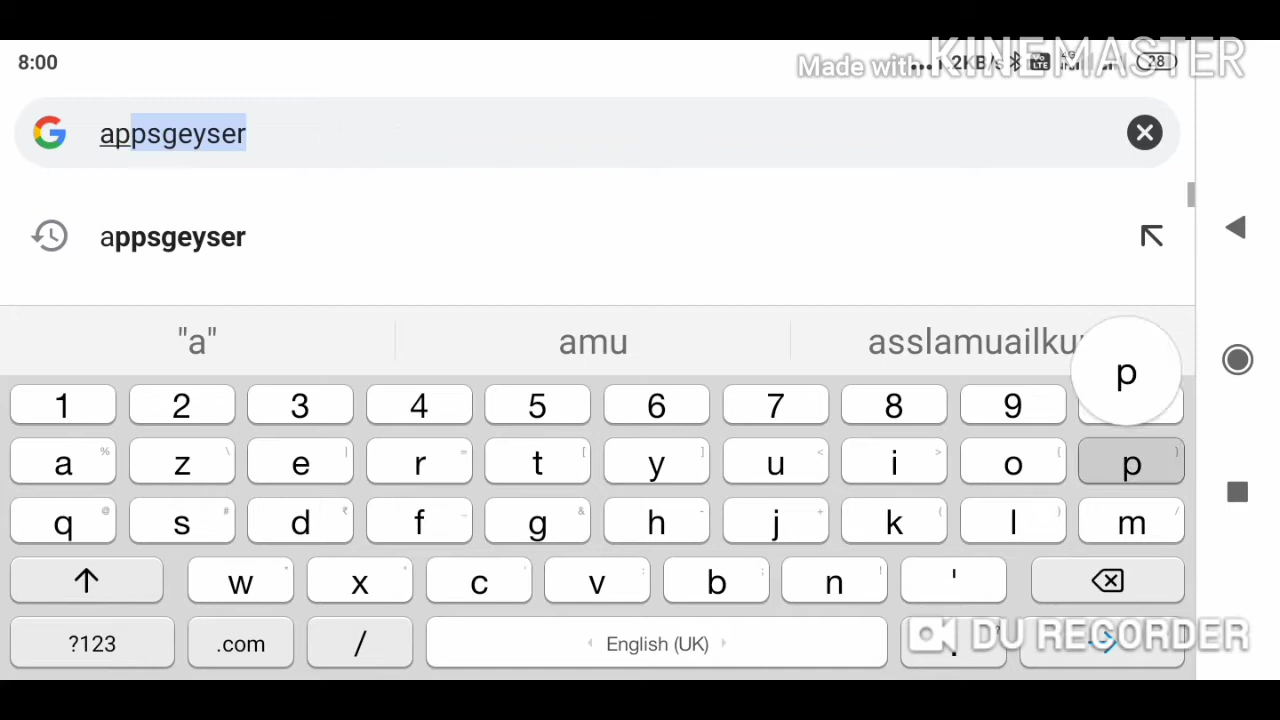 8:00
Made with KINEMASTER
28
appsgeyser
appsgeyser
"a" amu
p
1 2 3 4 5 6 7 8 9
a z e r t y u i o p
q s d f g h j k l m
w x c v b n '
?123 .com / English (UK) .
DU RECORDER